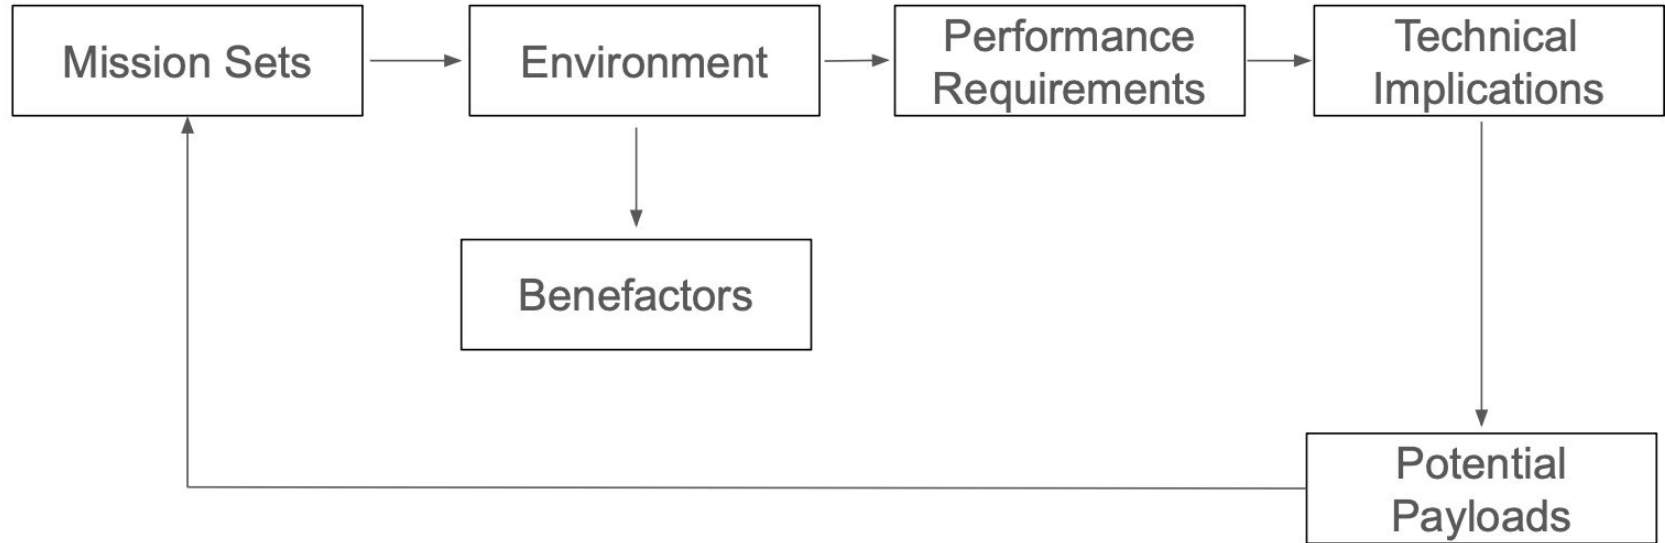 Mission Sets
Environment
Performance
Requirements
Technical
Implications
Benefactors
Potential
Payloads